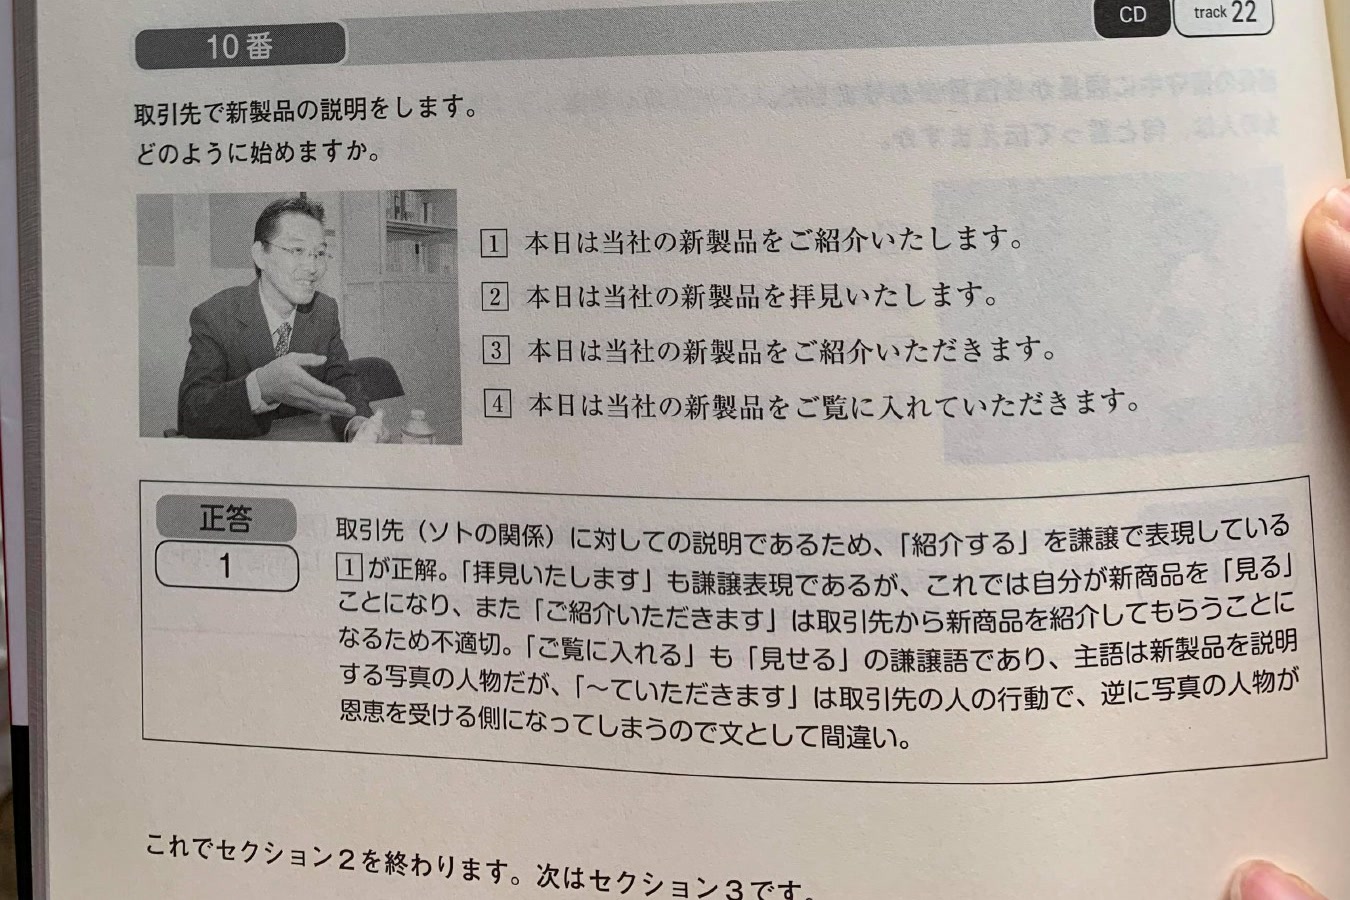 10番
CD
track 22
取引先で新製品の説明をします。
どのように始めますか。
1 本日は当社の新製品をご紹介いたします。
2 本日は当社の新製品を拝見いたします。
3 本日は当社の新製品をご紹介いただきます。
4 本日は当社の新製品をご覧に入れていただきます。
正答
1
取引先（ソトの関係）に対しての説明であるため、「紹介する」を謙譲で表現している
1が正解。「拝見いたします」も謙譲表現であるが、これでは自分が新商品を「見る」
ことになり、また「ご紹介いただきます」は取引先から新商品を紹介してもらうことに
なるため不適切。「ご覧に入れる」も「見せる」の謙譲語であり、主語は新製品を説明
する写真の人物だが、「～ていただきます」は取引先の人の行動で、逆に写真の人物が
恩恵を受ける側になってしまうので文として間違い。
これでセクション2を終わります。次はセクション3です。